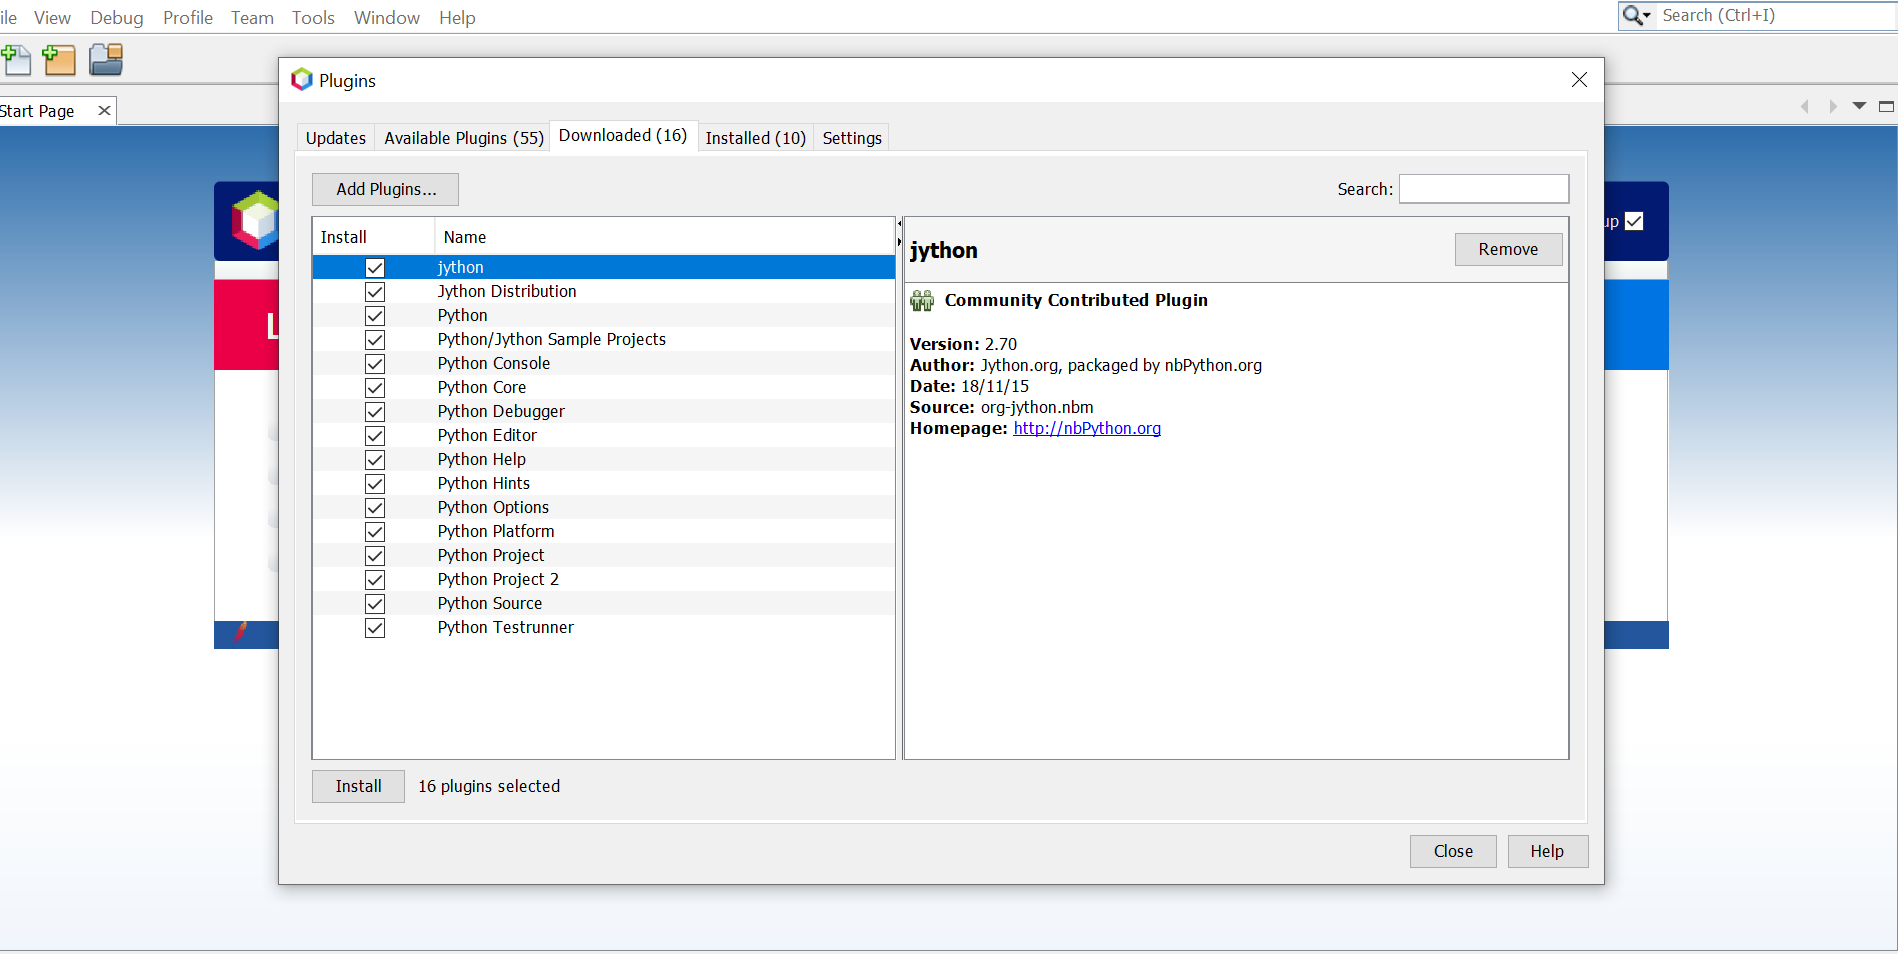 ile View Debug Profile Team Tools Window Help
Search (Ctrl+I)
Start Page
Plugins
Updates Available Plugins (55) Downloaded (16) Installed (10) Settings
Add Plugins...
Search:
up
Install Name
jython
Jython Distribution
Python
Python/Jython Sample Projects
Python Console
Python Core
Python Debugger
Python Editor
Python Help
Python Hints
Python Options
Python Platform
Python Project
Python Project 2
Python Source
Python Testrunner
jython
Remove
Community Contributed Plugin
Version: 2.70
Author: Jython.org, packaged by nbPython.org
Date: 18/11/15
Source: org-jython.nbm
Homepage: http://nbPython.org
L
Install 16 plugins selected
Close Help